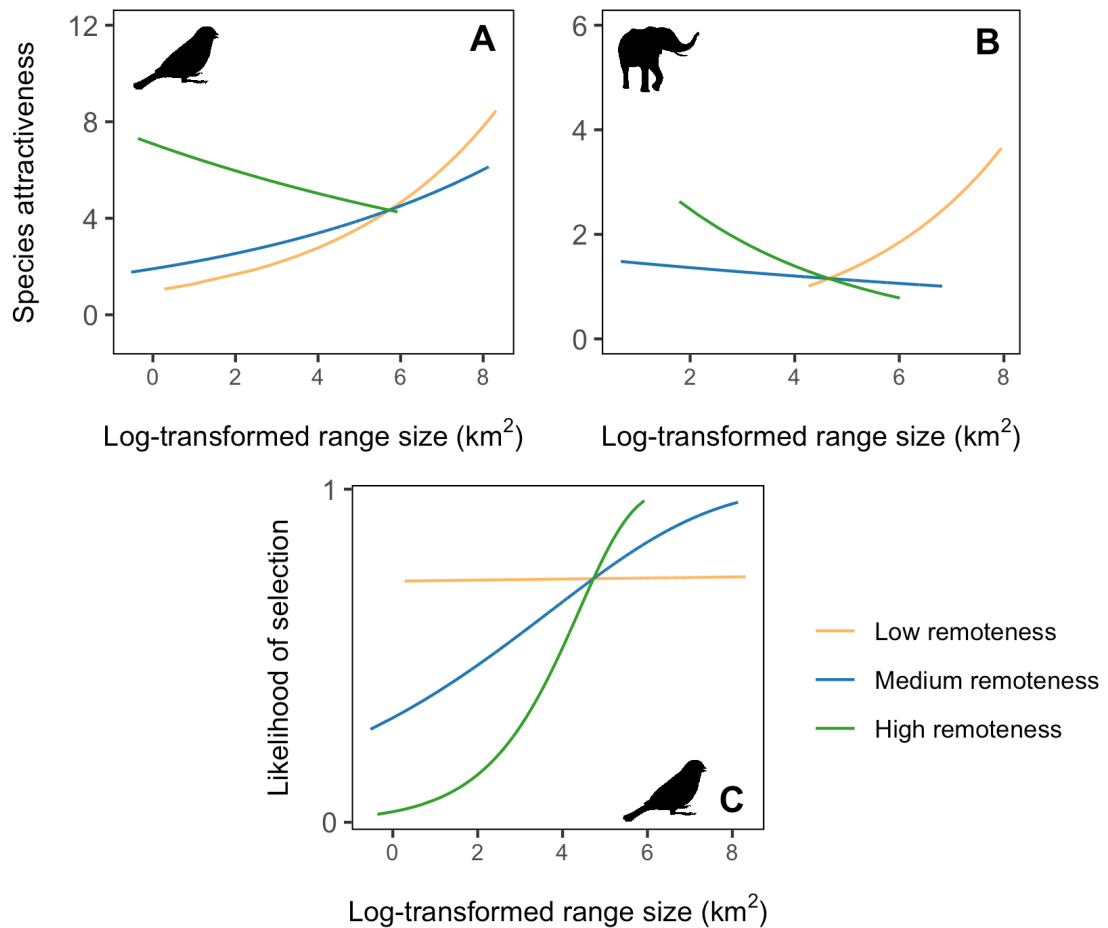 A
Species attractiveness
12
8
4
0
0 2 4 6 8
Log-transformed range size (km²)
B
6
4
2
0
2 4 6 8
Log-transformed range size (km²)
Likelihood of selection
1
0
C
0 2 4 6 8
Log-transformed range size (km²)
Low remoteness
Medium remoteness
High remoteness